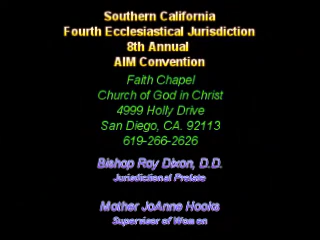 Southern California
Fourth Ecclesiastical Jurisdiction
8th Annual
AIM Convention
Faith Chapel
Church of God in Christ
4999 Holly Drive
San Diego, CA. 92113
619-266-2626
Bishop Roy Dixon, D.D.
Jurisdictional Prelate
Mother JoAnne Hooks
Supervisor of Women